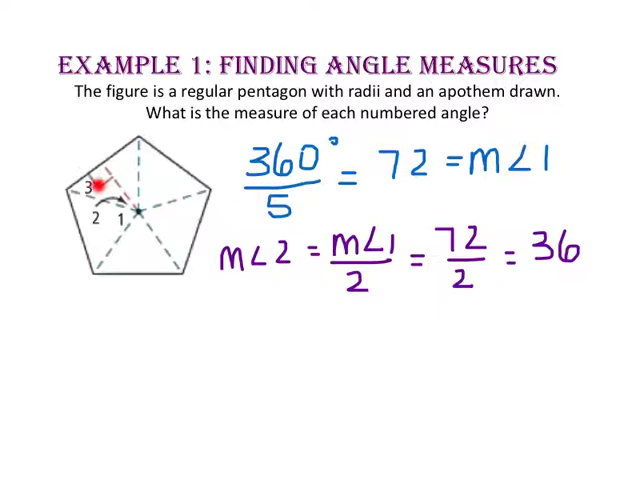 EXAMPLE 1: FINDING ANGLE MEASURES
The figure is a regular pentagon with radii and an apothem drawn.
What is the measure of each numbered angle?
3
2 1
360° / 5 = 72 = m∠1
m∠2 = m∠1 / 2 = 72 / 2 = 36